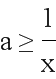 a ≥ 1/x